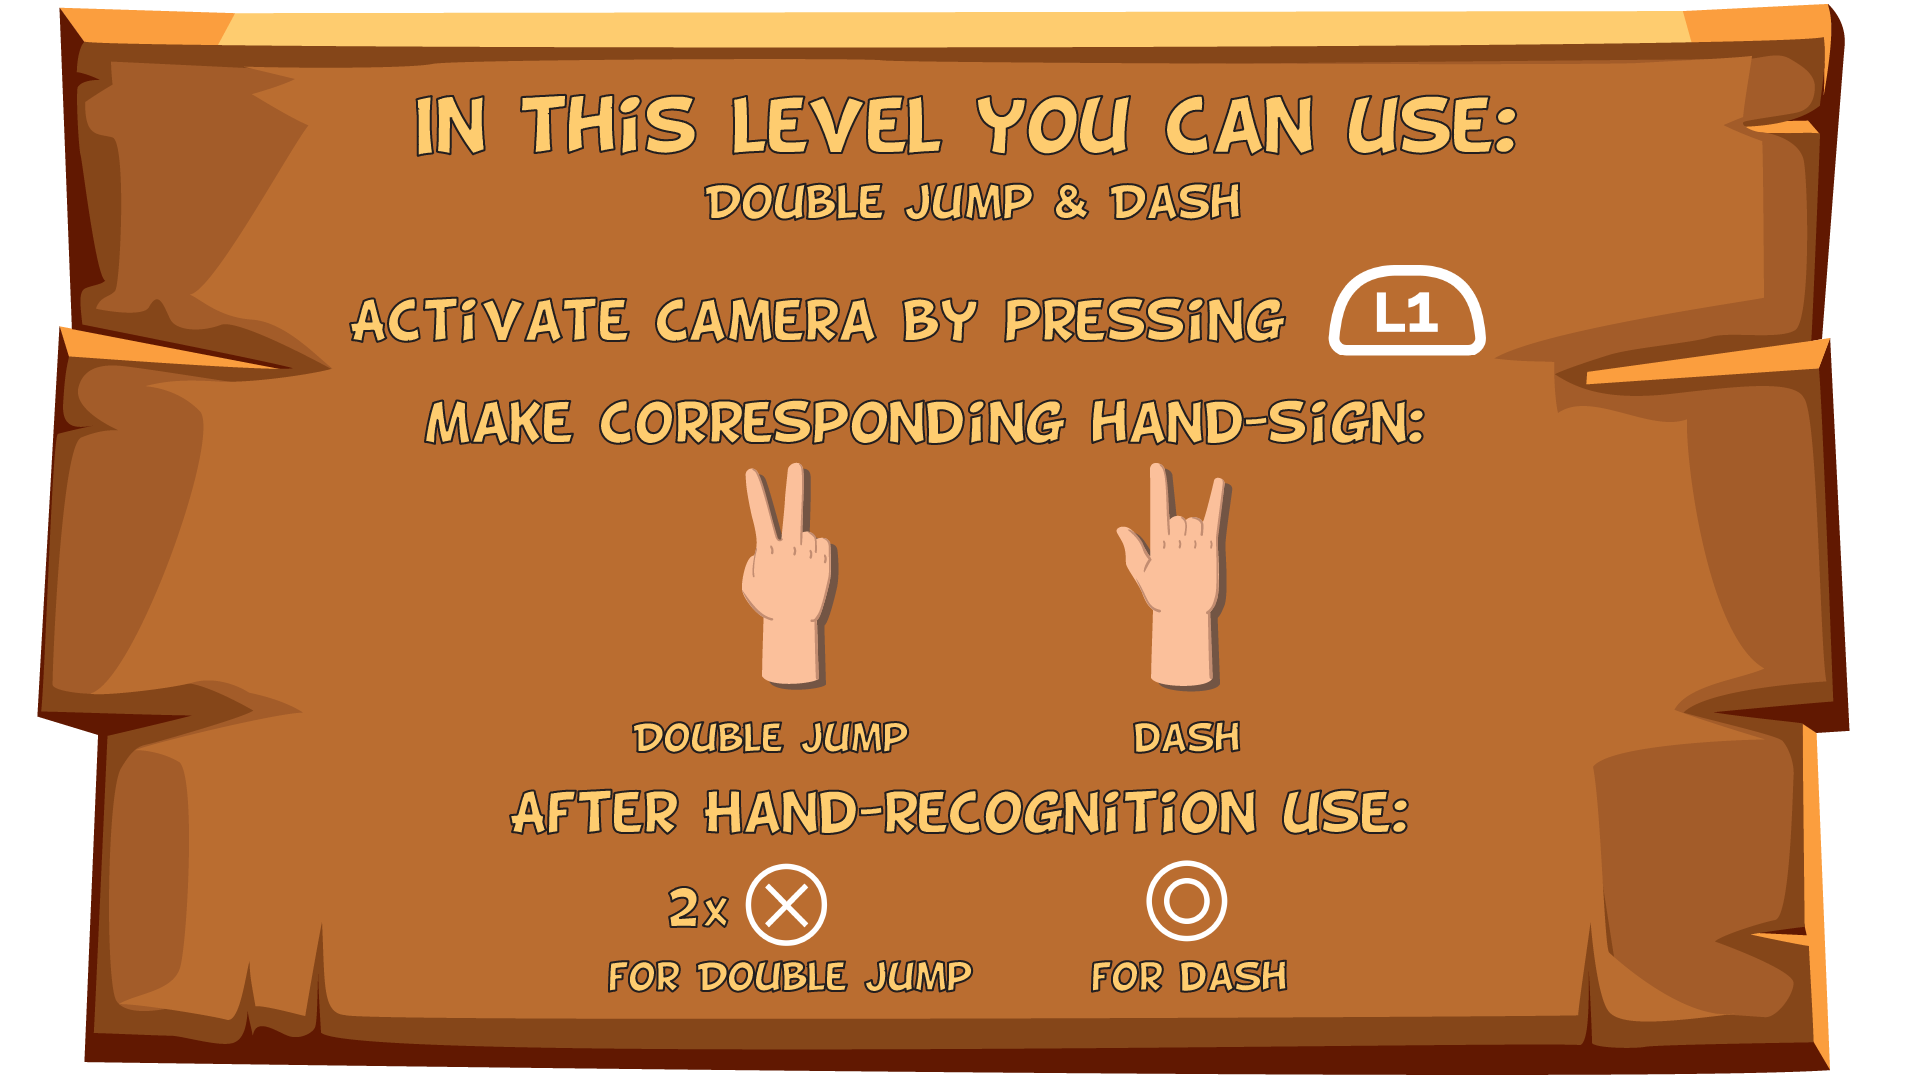 IN THIS LEVEL YOU CAN USE:
DOUBLE JUMP & DASH
ACTIVATE CAMERA BY PRESSING L1
MAKE CORRESPONDING HAND-SIGN:
DOUBLE JUMP DASH
AFTER HAND-RECOGNITION USE:
2x
FOR DOUBLE JUMP FOR DASH